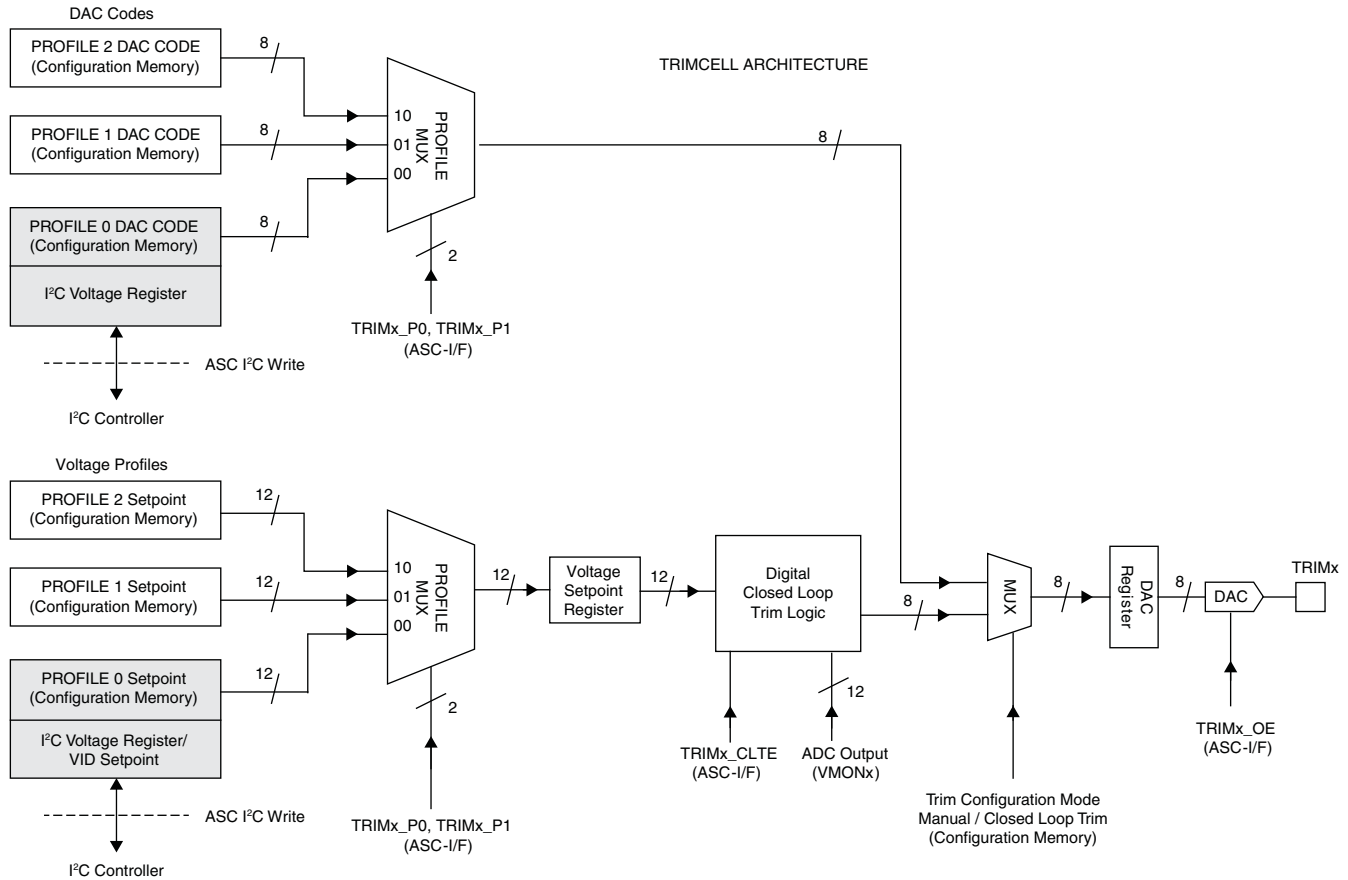 DAC Codes
PROFILE 2 DAC CODE
(Configuration Memory)
8
PROFILE 1 DAC CODE
(Configuration Memory)
8
PROFILE 0 DAC CODE
(Configuration Memory)
8
I²C Voltage Register
ASC I²C Write
I²C Controller
10
01
00
PROFILE
MUX
2
TRIMx_P0, TRIMx_P1
(ASC-I/F)
TRIMCELL ARCHITECTURE
8
Voltage Profiles
PROFILE 2 Setpoint
(Configuration Memory)
12
PROFILE 1 Setpoint
(Configuration Memory)
12
PROFILE 0 Setpoint
(Configuration Memory)
12
I²C Voltage Register/
VID Setpoint
ASC I²C Write
I²C Controller
10
01
00
PROFILE
MUX
2
TRIMx_P0, TRIMx_P1
(ASC-I/F)
12
Voltage
Setpoint
Register
12
Digital
Closed Loop
Trim Logic
TRIMx_CLTE
(ASC-I/F)
12
ADC Output
(VMONx)
8
MUX
Trim Configuration Mode
Manual / Closed Loop Trim
(Configuration Memory)
8
DAC
Register
8
DAC
TRIMx
TRIMx_OE
(ASC-I/F)